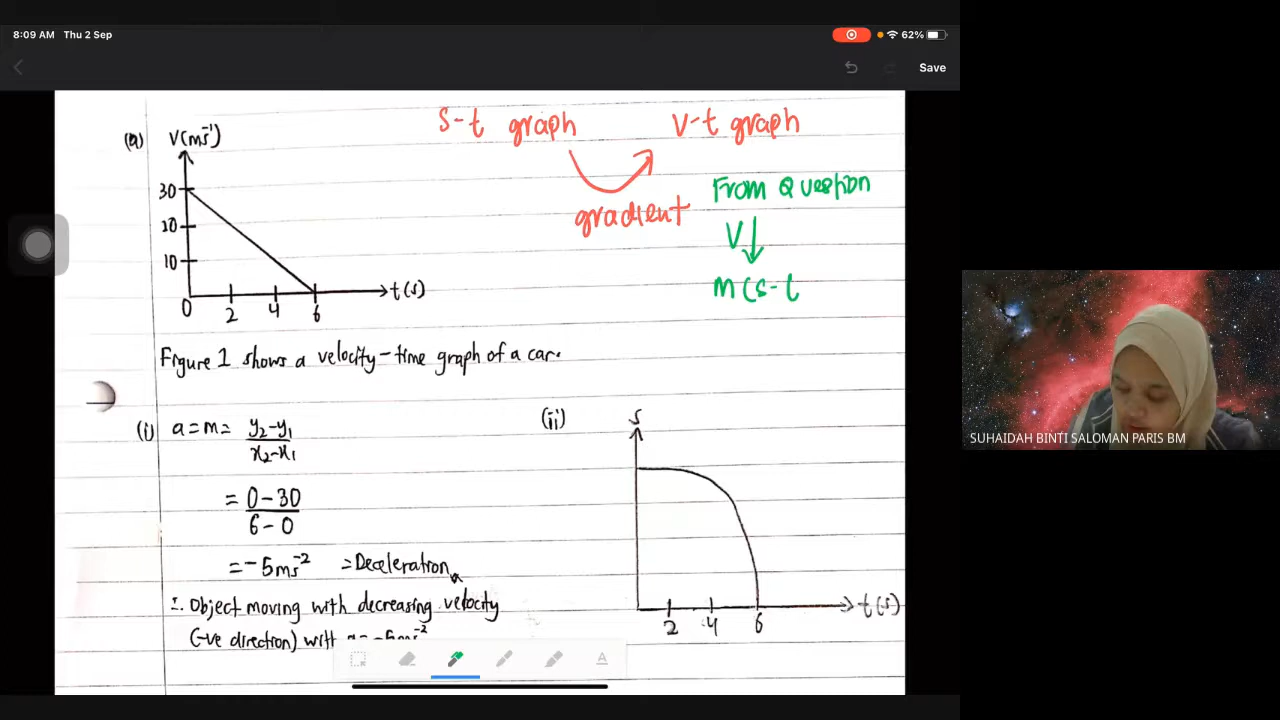 8:09 AM Thu 2 Sep
62%
Save
S-t graph
V-t graph
gradient
From Question
V
m (s-t
(a) V(ms⁻¹)
30
10
10
0
2
4
6
t(s)
Figure 1 shows a velocity-time graph of a car.
(i) a = m = y₂-y₁
x₂-x₁
= 0-30
6-0
= -5ms⁻² = Deceleration
∴ Object moving with decreasing velocity
(-ve direction) with a = -5ms⁻²
(ii)
s
2
4
6
t(s)
A
SUHAIDAH BINTI SALOMAN PARIS BM